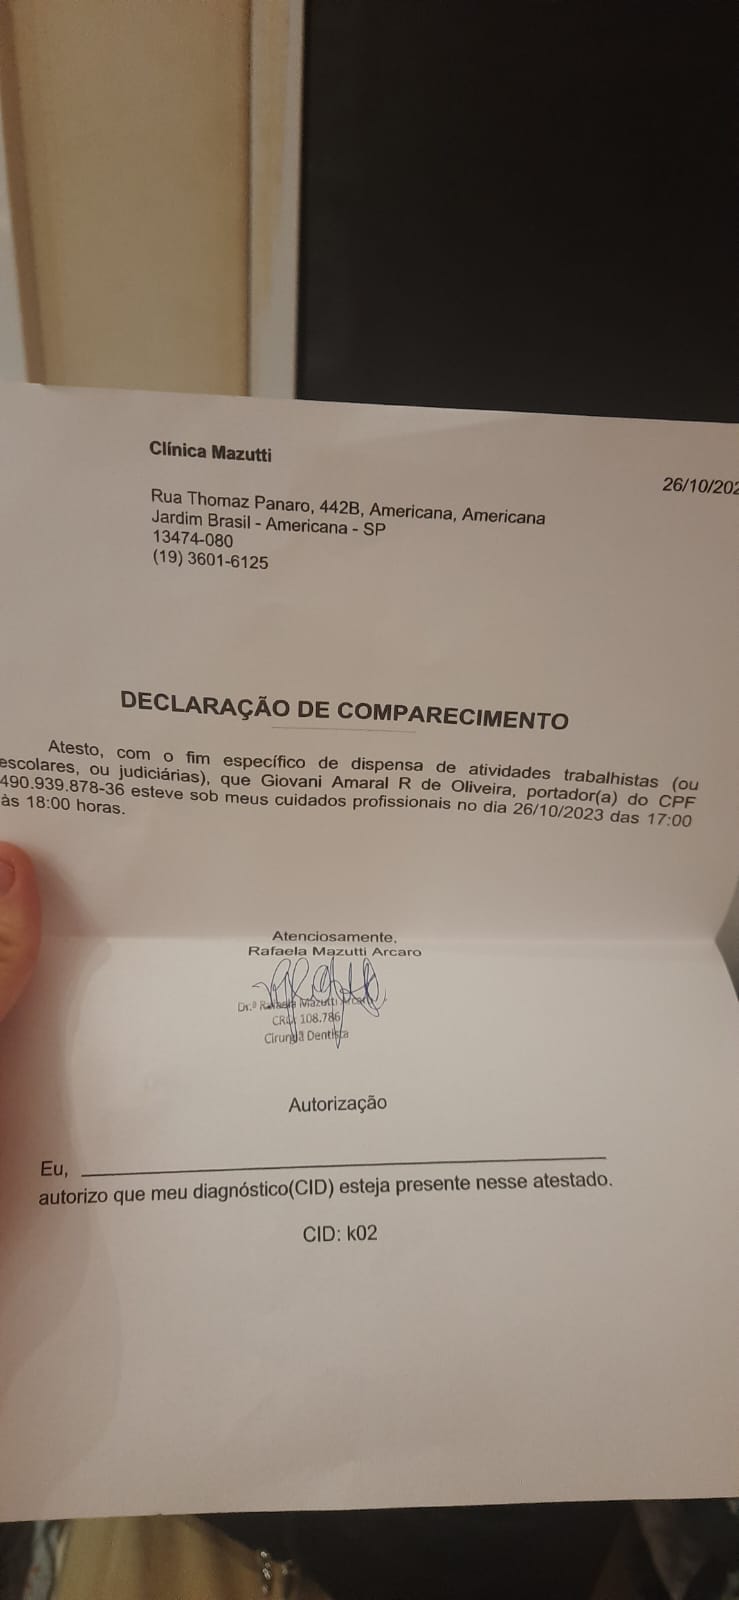 Clínica Mazutti
26/10/202
Rua Thomaz Panaro, 442B, Americana, Americana
Jardim Brasil - Americana - SP
13474-080
(19) 3601-6125
DECLARAÇÃO DE COMPARECIMENTO
Atesto, com o fim específico de dispensa de atividades trabalhistas (ou
escolares, ou judiciárias), que Giovani Amaral R de Oliveira, portador(a) do CPF
490.939.878-36 esteve sob meus cuidados profissionais no dia 26/10/2023 das 17:00
às 18:00 horas.
Atenciosamente,
Rafaela Mazutti Arcaro
Dr.ª Rafaela Mazutti Arcaro
CRO 108.786
Cirurgiã Dentista
Autorização
Eu,
autorizo que meu diagnóstico(CID) esteja presente nesse atestado.
CID: k02